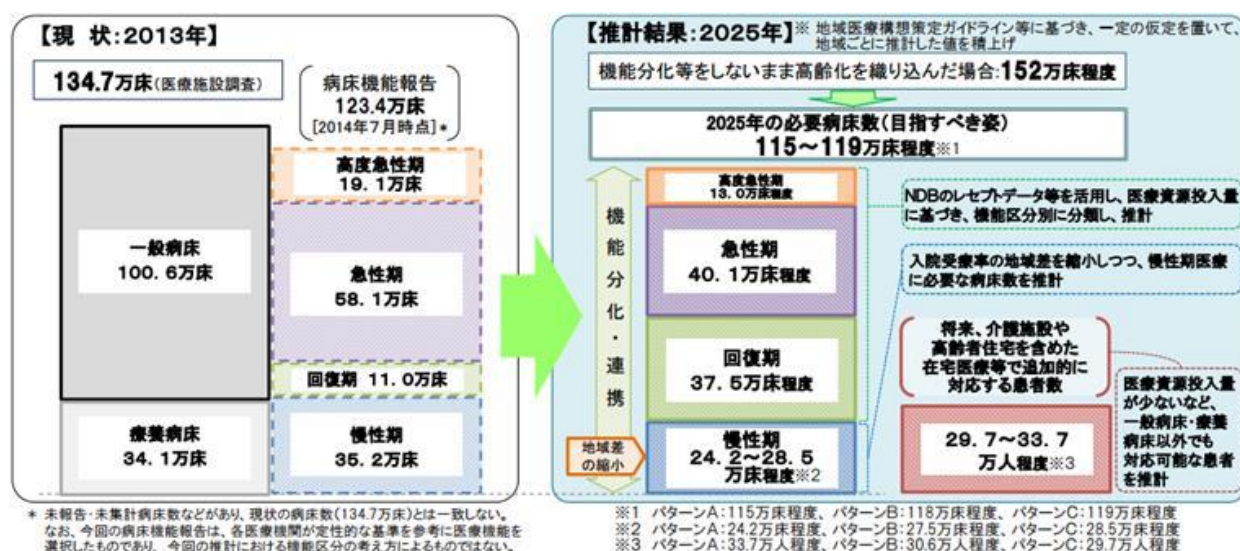 【現 状:2013年】
134.7万床(医療施設調査)
病床機能報告
123.4万床
[2014年7月時点]*
高度急性期
19.1万床
一般病床
100.6万床
急性期
58.1万床
回復期 11.0万床
療養病床
34.1万床
慢性期
35.2万床
* 未報告・未集計病床数などがあり、現状の病床数(134.7万床)とは一致しない。
なお、今回の病床機能報告は、各医療機関が定性的な基準を参考に医療機能を
選択したものであり、今回の推計における機能区分の考え方によるものではない。
【推計結果:2025年】※ 地域医療構想策定ガイドライン等に基づき、一定の仮定を置いて、
地域ごとに推計した値を積上げ
機能分化等をしないまま高齢化を織り込んだ場合:152万床程度
2025年の必要病床数(目指すべき姿)
115~119万床程度※1
機能分化・連携
地域差
の縮小
高度急性期
13.0万床程度
急性期
40.1万床程度
回復期
37.5万床程度
慢性期
24.2~28.5
万床程度※2
NDBのレセプトデータ等を活用し、医療資源投入量
に基づき、機能区分別に分類し、推計
入院受療率の地域差を縮小しつつ、慢性期医療
に必要な病床数を推計
将来、介護施設や
高齢者住宅を含めた
在宅医療等で追加的に
対応する患者数
29.7~33.7
万人程度※3
医療資源投入量
が少ないなど、
一般病床・療養
病床以外でも
対応可能な患者
を推計
※1 パターンA:115万床程度、パターンB:118万床程度、パターンC:119万床程度
※2 パターンA:24.2万床程度、パターンB:27.5万床程度、パターンC:28.5万床程度
※3 パターンA:33.7万人程度、パターンB:30.6万人程度、パターンC:29.7万人程度